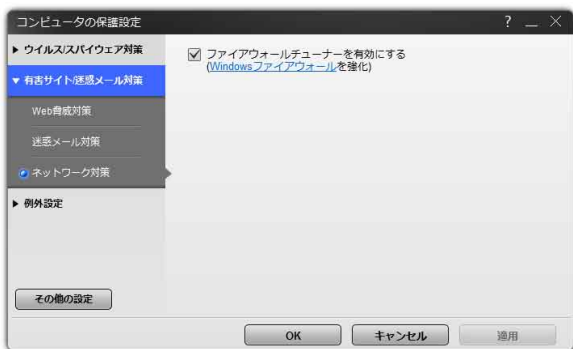 コンピュータの保護設定
? _ ×
▶ ウイルス/スパイウェア対策
▼ 有害サイト/迷惑メール対策
Web脅威対策
迷惑メール対策
ネットワーク対策
▶ 例外設定
その他の設定
ファイアウォールチューナーを有効にする
(Windowsファイアウォールを強化)
OK
キャンセル
適用